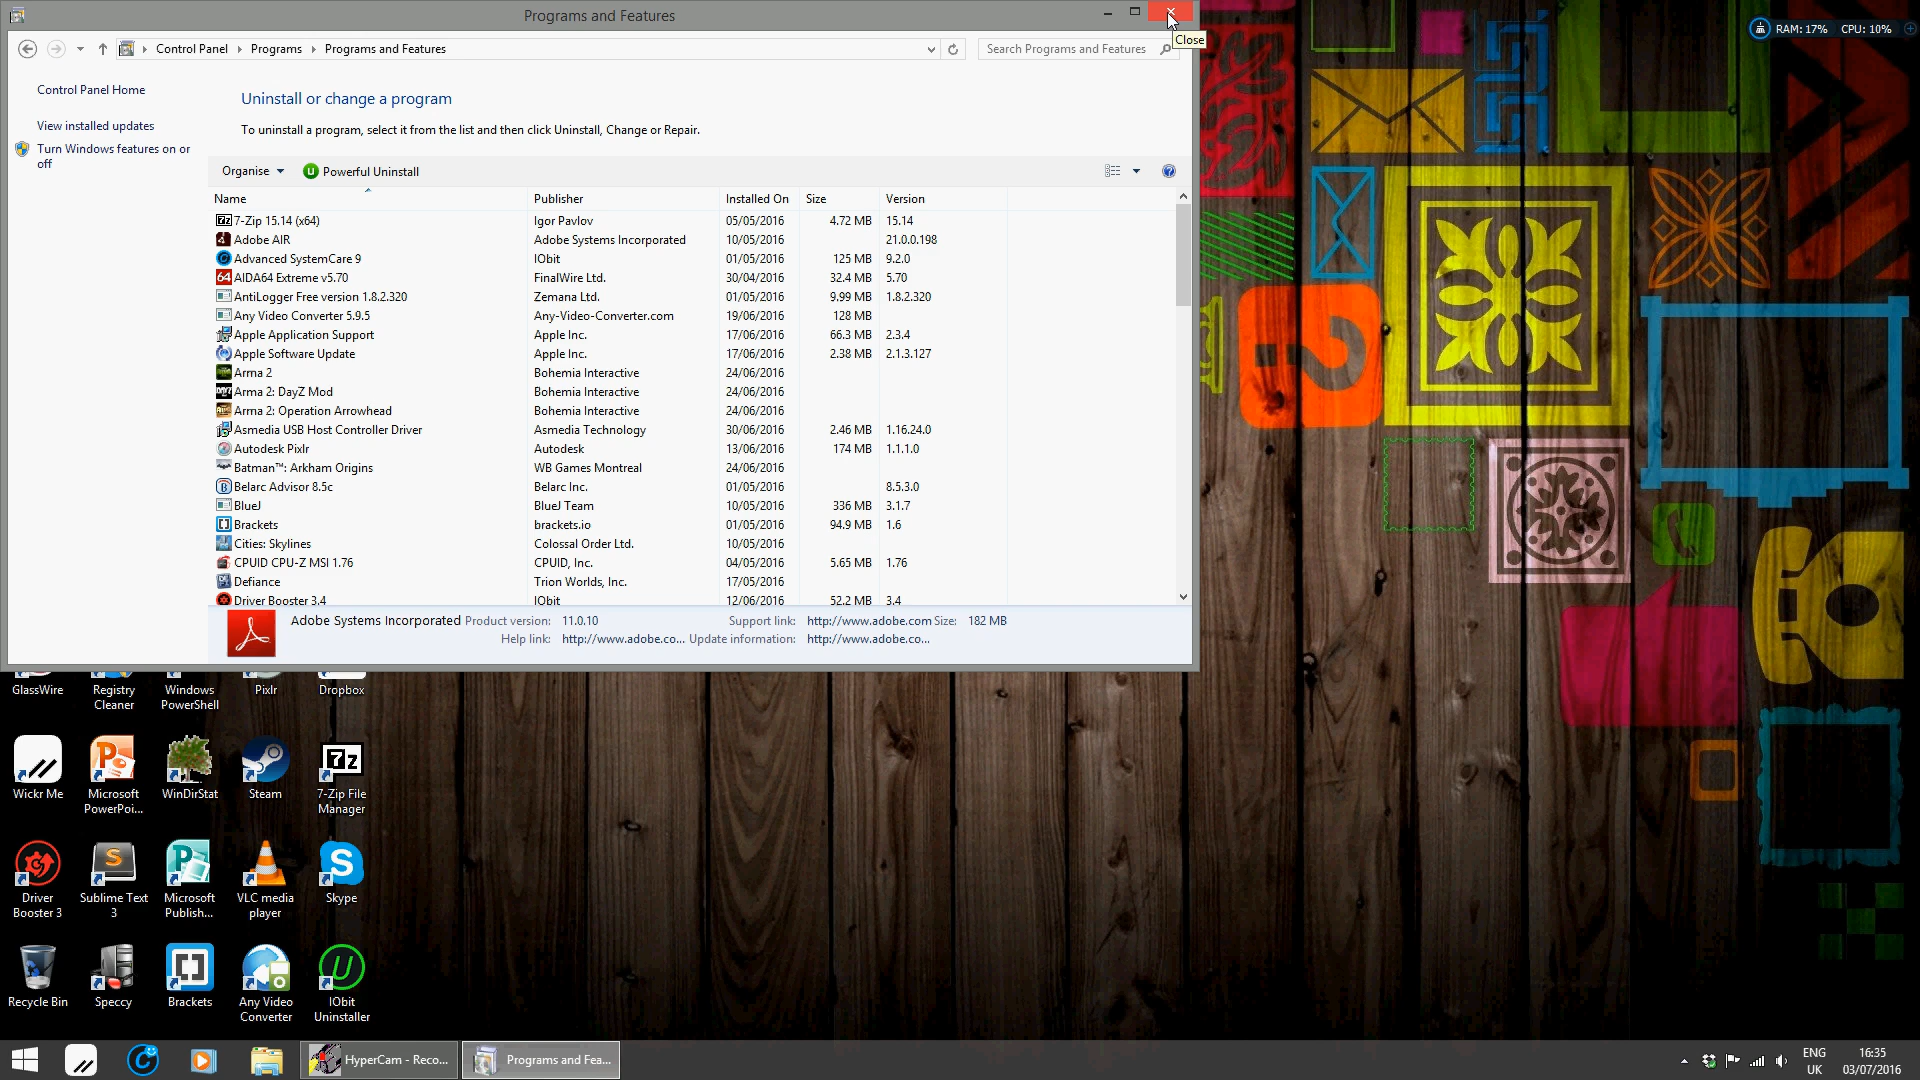 Programs and Features
Close
RAM: 17% CPU: 10%
Control Panel Programs Programs and Features
Search Programs and Features
Control Panel Home
View installed updates
Turn Windows features on or
off
Uninstall or change a program
To uninstall a program, select it from the list and then click Uninstall, Change or Repair.
Organise Powerful Uninstall
Name Publisher Installed On Size Version
7-Zip 15.14 (x64) Igor Pavlov 05/05/2016 4.72 MB 15.14
Adobe AIR Adobe Systems Incorporated 10/05/2016 21.0.0.198
Advanced SystemCare 9 IObit 01/05/2016 125 MB 9.2.0
AIDA64 Extreme v5.70 FinalWire Ltd. 30/04/2016 32.4 MB 5.70
AntiLogger Free version 1.8.2.320 Zemana Ltd. 01/05/2016 9.99 MB 1.8.2.320
Any Video Converter 5.9.5 Any-Video-Converter.com 19/06/2016 128 MB
Apple Application Support Apple Inc. 17/06/2016 66.3 MB 2.3.4
Apple Software Update Apple Inc. 17/06/2016 2.38 MB 2.1.3.127
Arma 2 Bohemia Interactive 24/06/2016
Arma 2: DayZ Mod Bohemia Interactive 24/06/2016
Arma 2: Operation Arrowhead Bohemia Interactive 24/06/2016
Asmedia USB Host Controller Driver Asmedia Technology 30/06/2016 2.46 MB 1.16.24.0
Autodesk Pixlr Autodesk 13/06/2016 174 MB 1.1.1.0
Batman™: Arkham Origins WB Games Montreal 24/06/2016
Belarc Advisor 8.5c Belarc Inc. 01/05/2016 8.5.3.0
BlueJ BlueJ Team 10/05/2016 336 MB 3.1.7
Brackets brackets.io 01/05/2016 94.9 MB 1.6
Cities: Skylines Colossal Order Ltd. 10/05/2016
CPUID CPU-Z MSI 1.76 CPUID, Inc. 04/05/2016 5.65 MB 1.76
Defiance Trion Worlds, Inc. 17/05/2016
Driver Booster 3.4 IObit 12/06/2016 52.2 MB 3.4
Adobe Systems Incorporated Product version: 11.0.10 Support link: http://www.adobe.com Size: 182 MB
Help link: http://www.adobe.co... Update information: http://www.adobe.co...
GlassWire Registry Windows Pixlr Dropbox
Cleaner PowerShell
Wickr Me Microsoft WinDirStat Steam 7-Zip File
PowerPoi... Manager
Driver Sublime Text Microsoft VLC media Skype
Booster 3 3 Publish... player
Recycle Bin Speccy Brackets Any Video IObit
Converter Uninstaller
HyperCam - Reco... Programs and Fea...
ENG 16:35
UK 03/07/2016